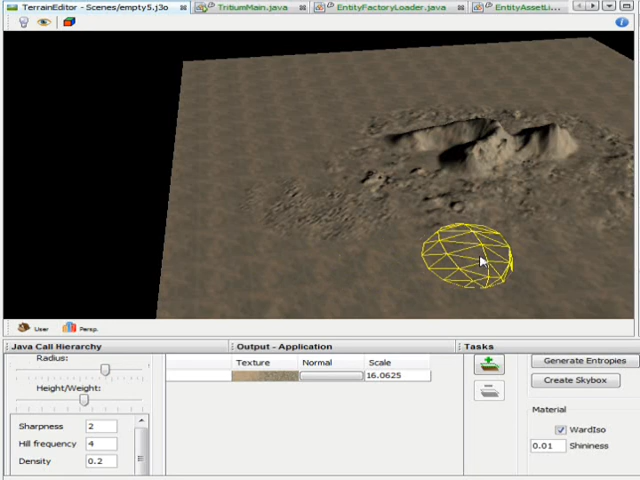 TerrainEditor - Scenes/empty5.j3o
TritiumMain.java
EntityFactoryLoader.java
EntityAssetLi...
User
Persp.
Java Call Hierarchy
Output - Application
Tasks
Radius:
Height/Weight:
Sharpness 2
Hill frequency 4
Density 0.2
Texture Normal Scale
16.0625
Generate Entropies
Create Skybox
Material
WardIso
0.01 Shininess